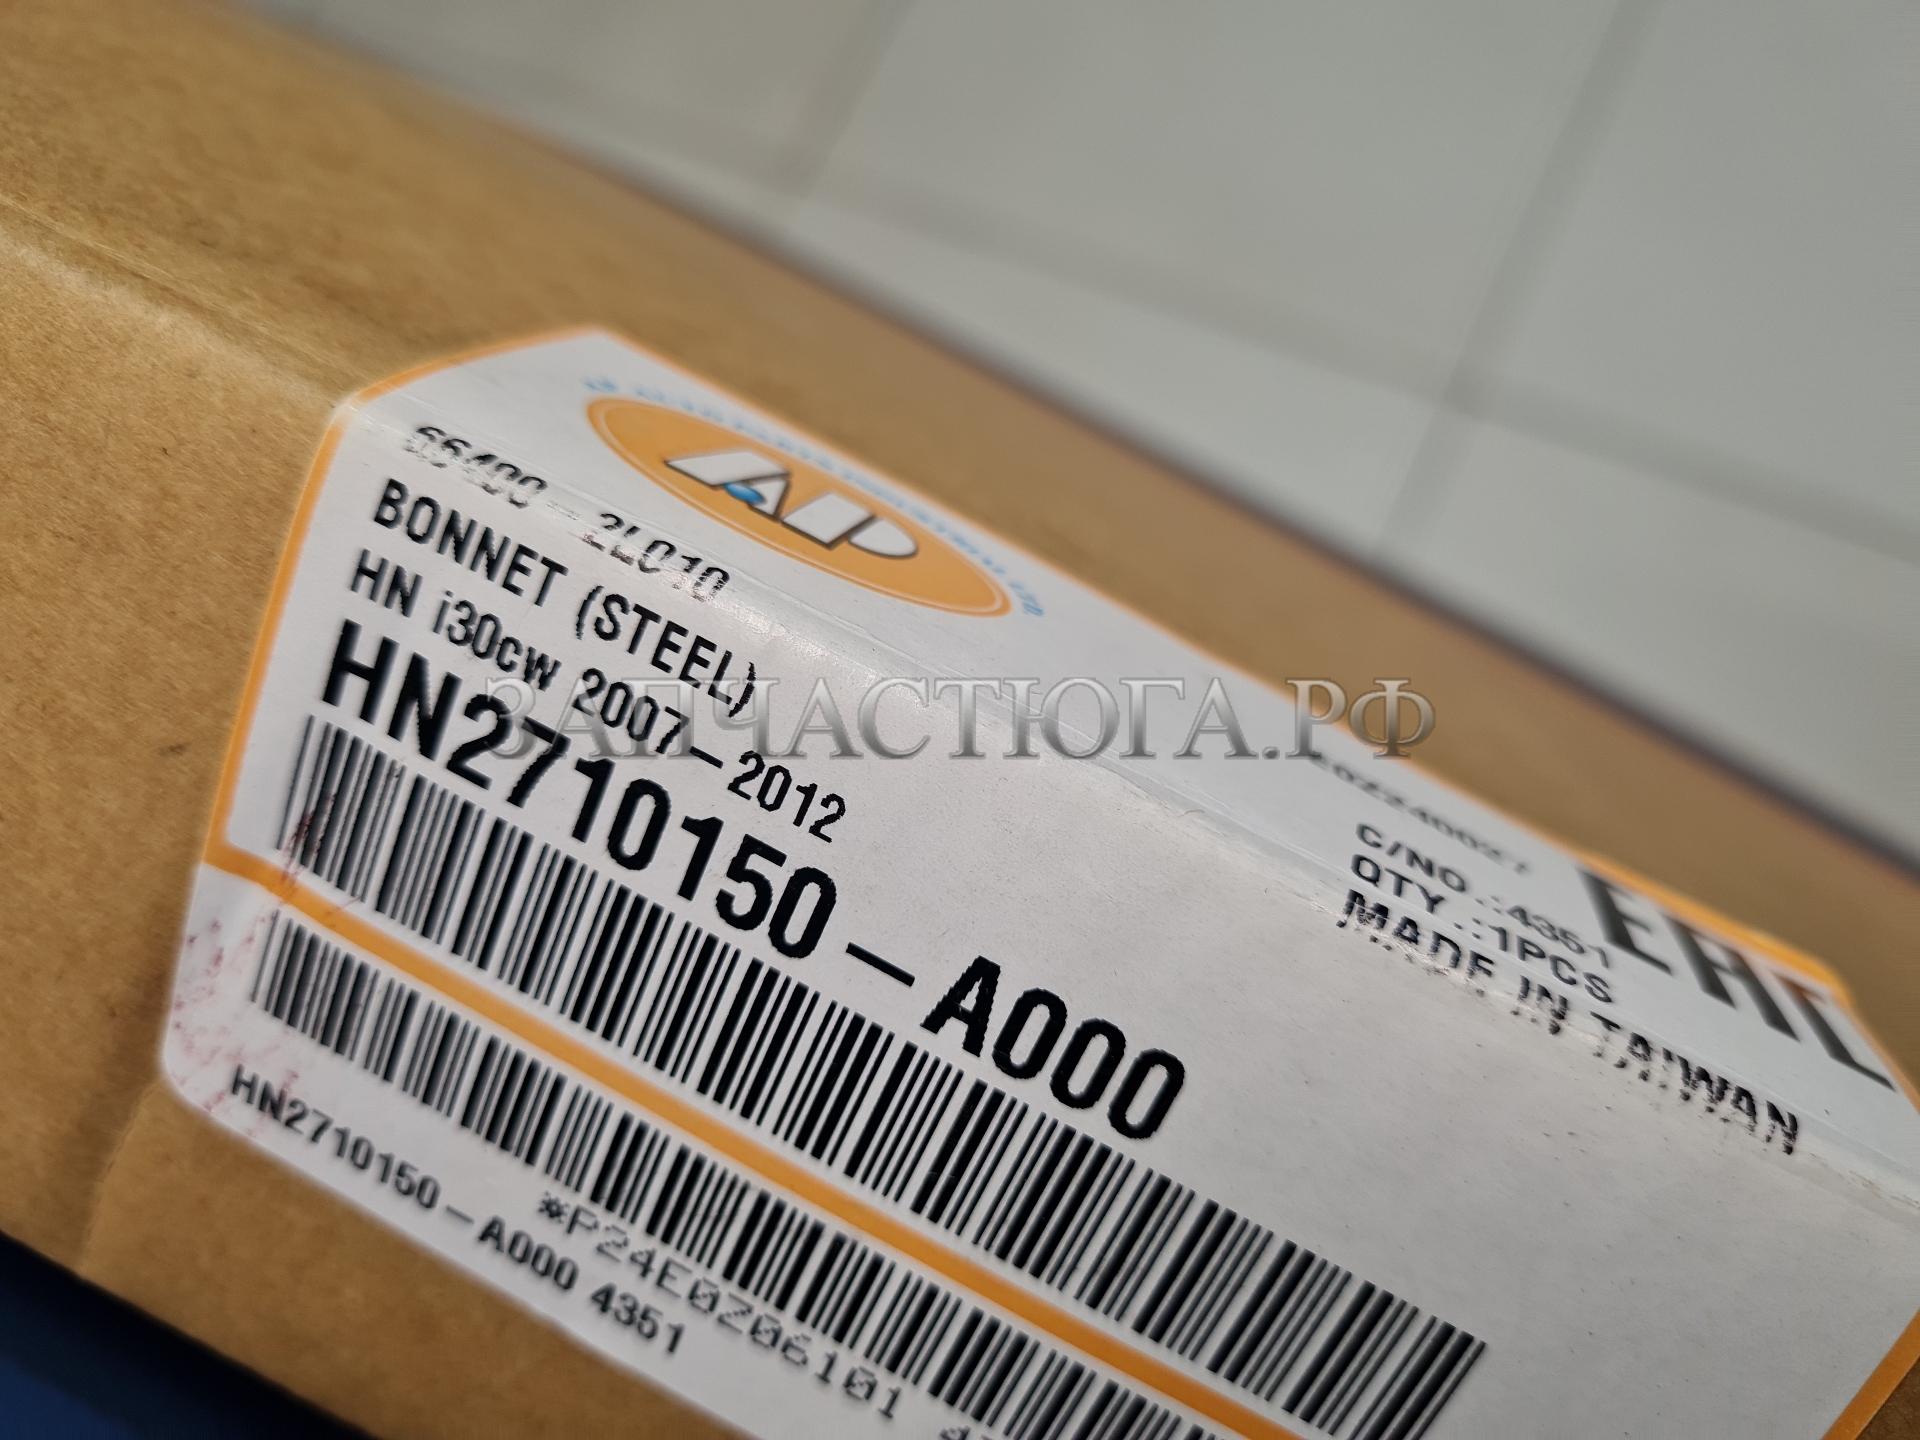 AP
66400-2L010
BONNET (STEEL)
HN i30cw 2007-2012
HN2710150-A000
C/NO.:4351
QTY.:1PCS
MADE IN TAIWAN
*P24E0Z06101
HN2710150-A000 4351
ЗАПЧАСТЮГА.РФ